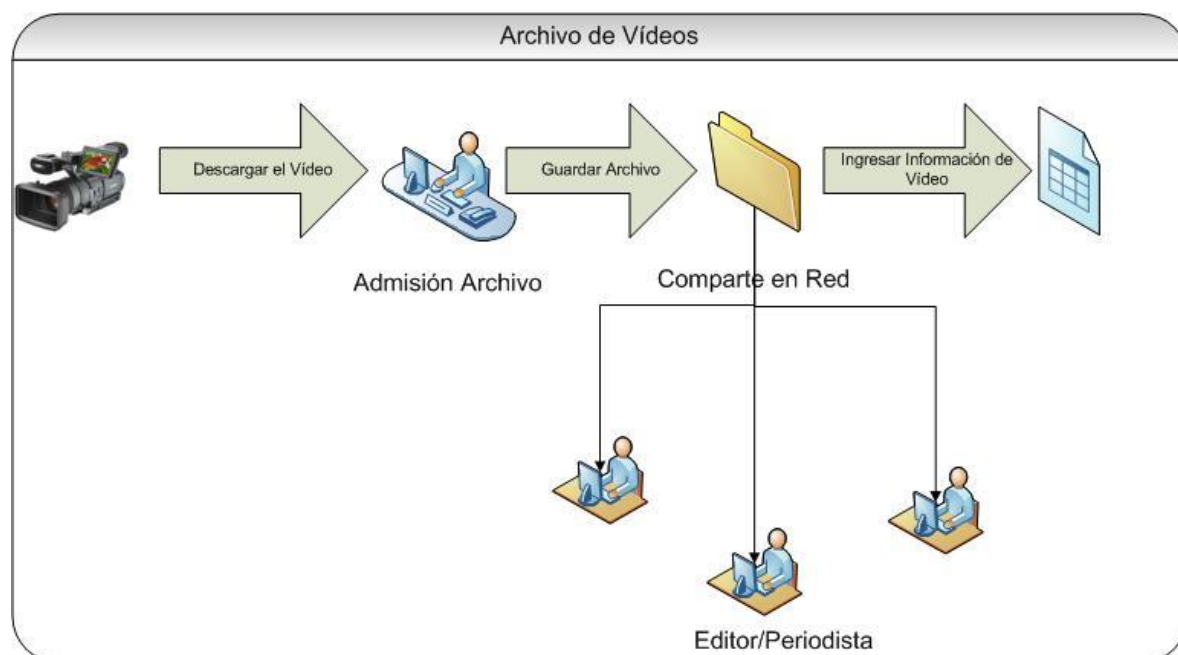 Archivo de Vídeos
Descargar el Vídeo
Guardar Archivo
Ingresar Información de
Vídeo
Admisión Archivo
Comparte en Red
Editor/Periodista